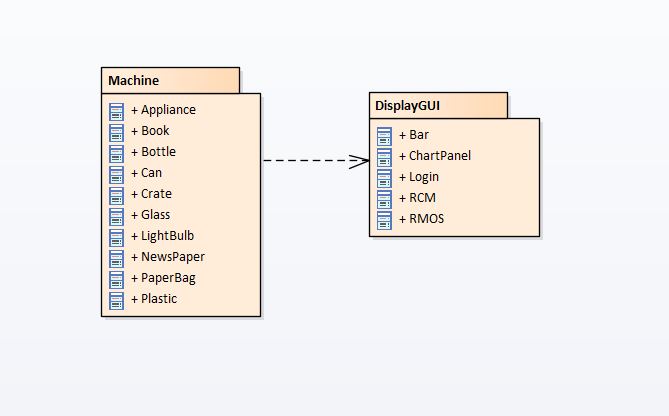 Machine
+ Appliance
+ Book
+ Bottle
+ Can
+ Crate
+ Glass
+ LightBulb
+ NewsPaper
+ PaperBag
+ Plastic
DisplayGUI
+ Bar
+ ChartPanel
+ Login
+ RCM
+ RMOS